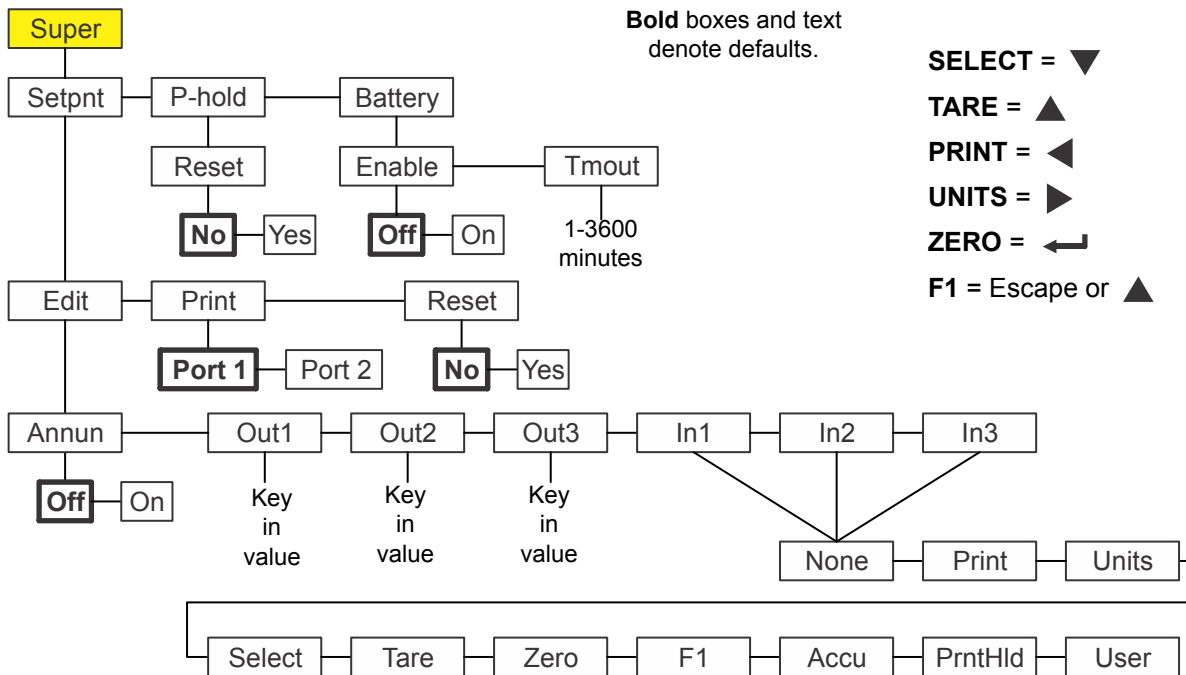 Super
Bold boxes and text
denote defaults.
SELECT = ▼
TARE = ▲
PRINT = ◀
UNITS = ▶
ZERO = ↵
F1 = Escape or ▲
Setpnt
P-hold
Battery
Reset
Enable
Tmout
No
Yes
Off
On
1-3600
minutes
Edit
Print
Reset
Port 1
Port 2
No
Yes
Annun
Out1
Out2
Out3
In1
In2
In3
Off
On
Key
in
value
Key
in
value
Key
in
value
None
Print
Units
Select
Tare
Zero
F1
Accu
PrntHld
User